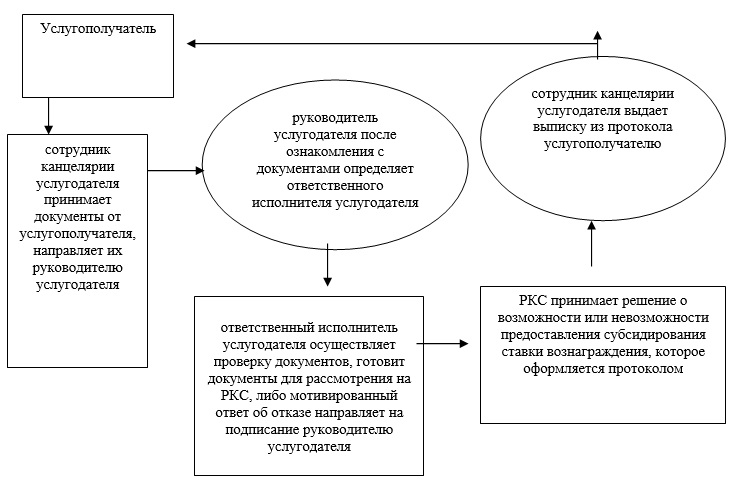 Услугополучатель
сотрудник
канцелярии
услугодателя
принимает
документы от
услугополучателя,
направляет их
руководителю
услугодателя
руководитель
услугодателя после
ознакомления с
документами определяет
ответственного
исполнителя услугодателя
ответственный исполнитель
услугодателя осуществляет
проверку документов, готовит
документы для рассмотрения на
РКС, либо мотивированный
ответ об отказе направляет на
подписание руководителю
услугодателя
РКС принимает решение о
возможности или невозможности
предоставления субсидирования
ставки вознаграждения, которое
оформляется протоколом
сотрудник канцелярии
услугодателя выдает
выписку из протокола
услугополучателю